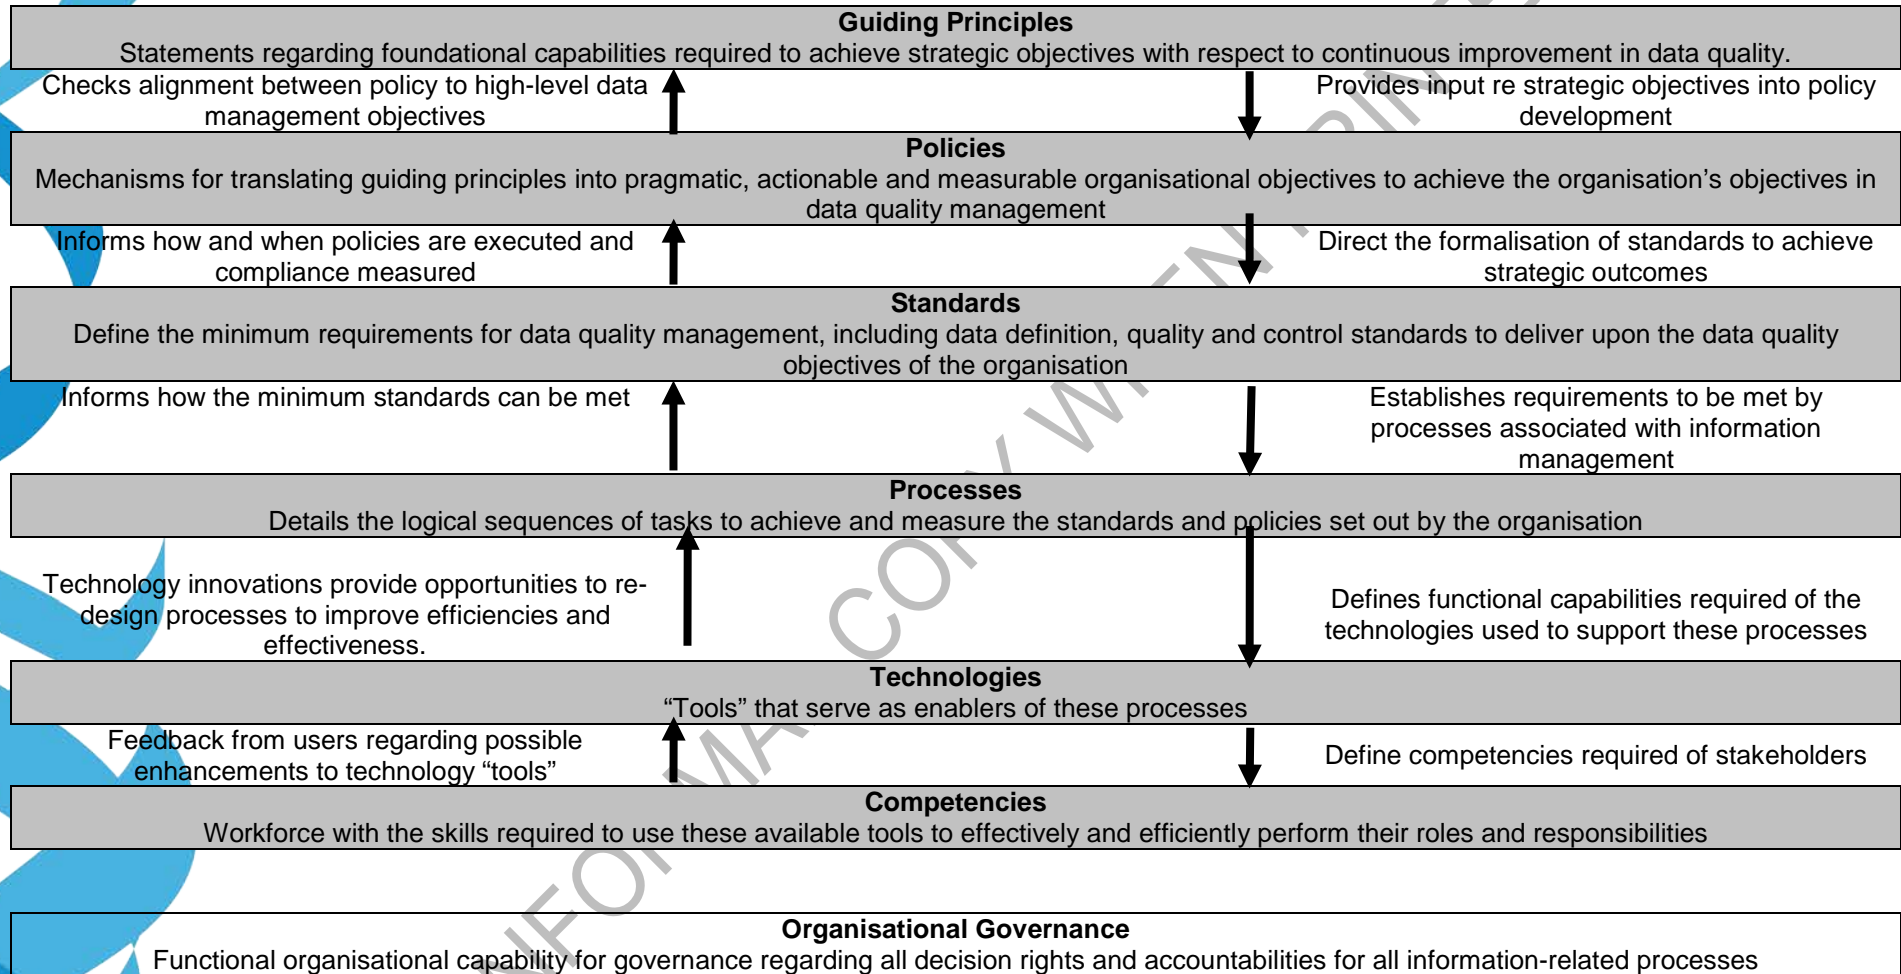 Guiding Principles
Statements regarding foundational capabilities required to achieve strategic objectives with respect to continuous improvement in data quality.
Checks alignment between policy to high-level data
management objectives
Provides input re strategic objectives into policy
development
Policies
Mechanisms for translating guiding principles into pragmatic, actionable and measurable organisational objectives to achieve the organisation's objectives in
data quality management
Informs how and when policies are executed and
compliance measured
Direct the formalisation of standards to achieve
strategic outcomes
Standards
Define the minimum requirements for data quality management, including data definition, quality and control standards to deliver upon the data quality
objectives of the organisation
Informs how the minimum standards can be met
Establishes requirements to be met by
processes associated with information
management
Processes
Details the logical sequences of tasks to achieve and measure the standards and policies set out by the organisation
Technology innovations provide opportunities to re-
design processes to improve efficiencies and
effectiveness.
Defines functional capabilities required of the
technologies used to support these processes
Technologies
“Tools” that serve as enablers of these processes
Feedback from users regarding possible
enhancements to technology “tools”
Define competencies required of stakeholders
Competencies
Workforce with the skills required to use these available tools to effectively and efficiently perform their roles and responsibilities
Organisational Governance
Functional organisational capability for governance regarding all decision rights and accountabilities for all information-related processes
COPY